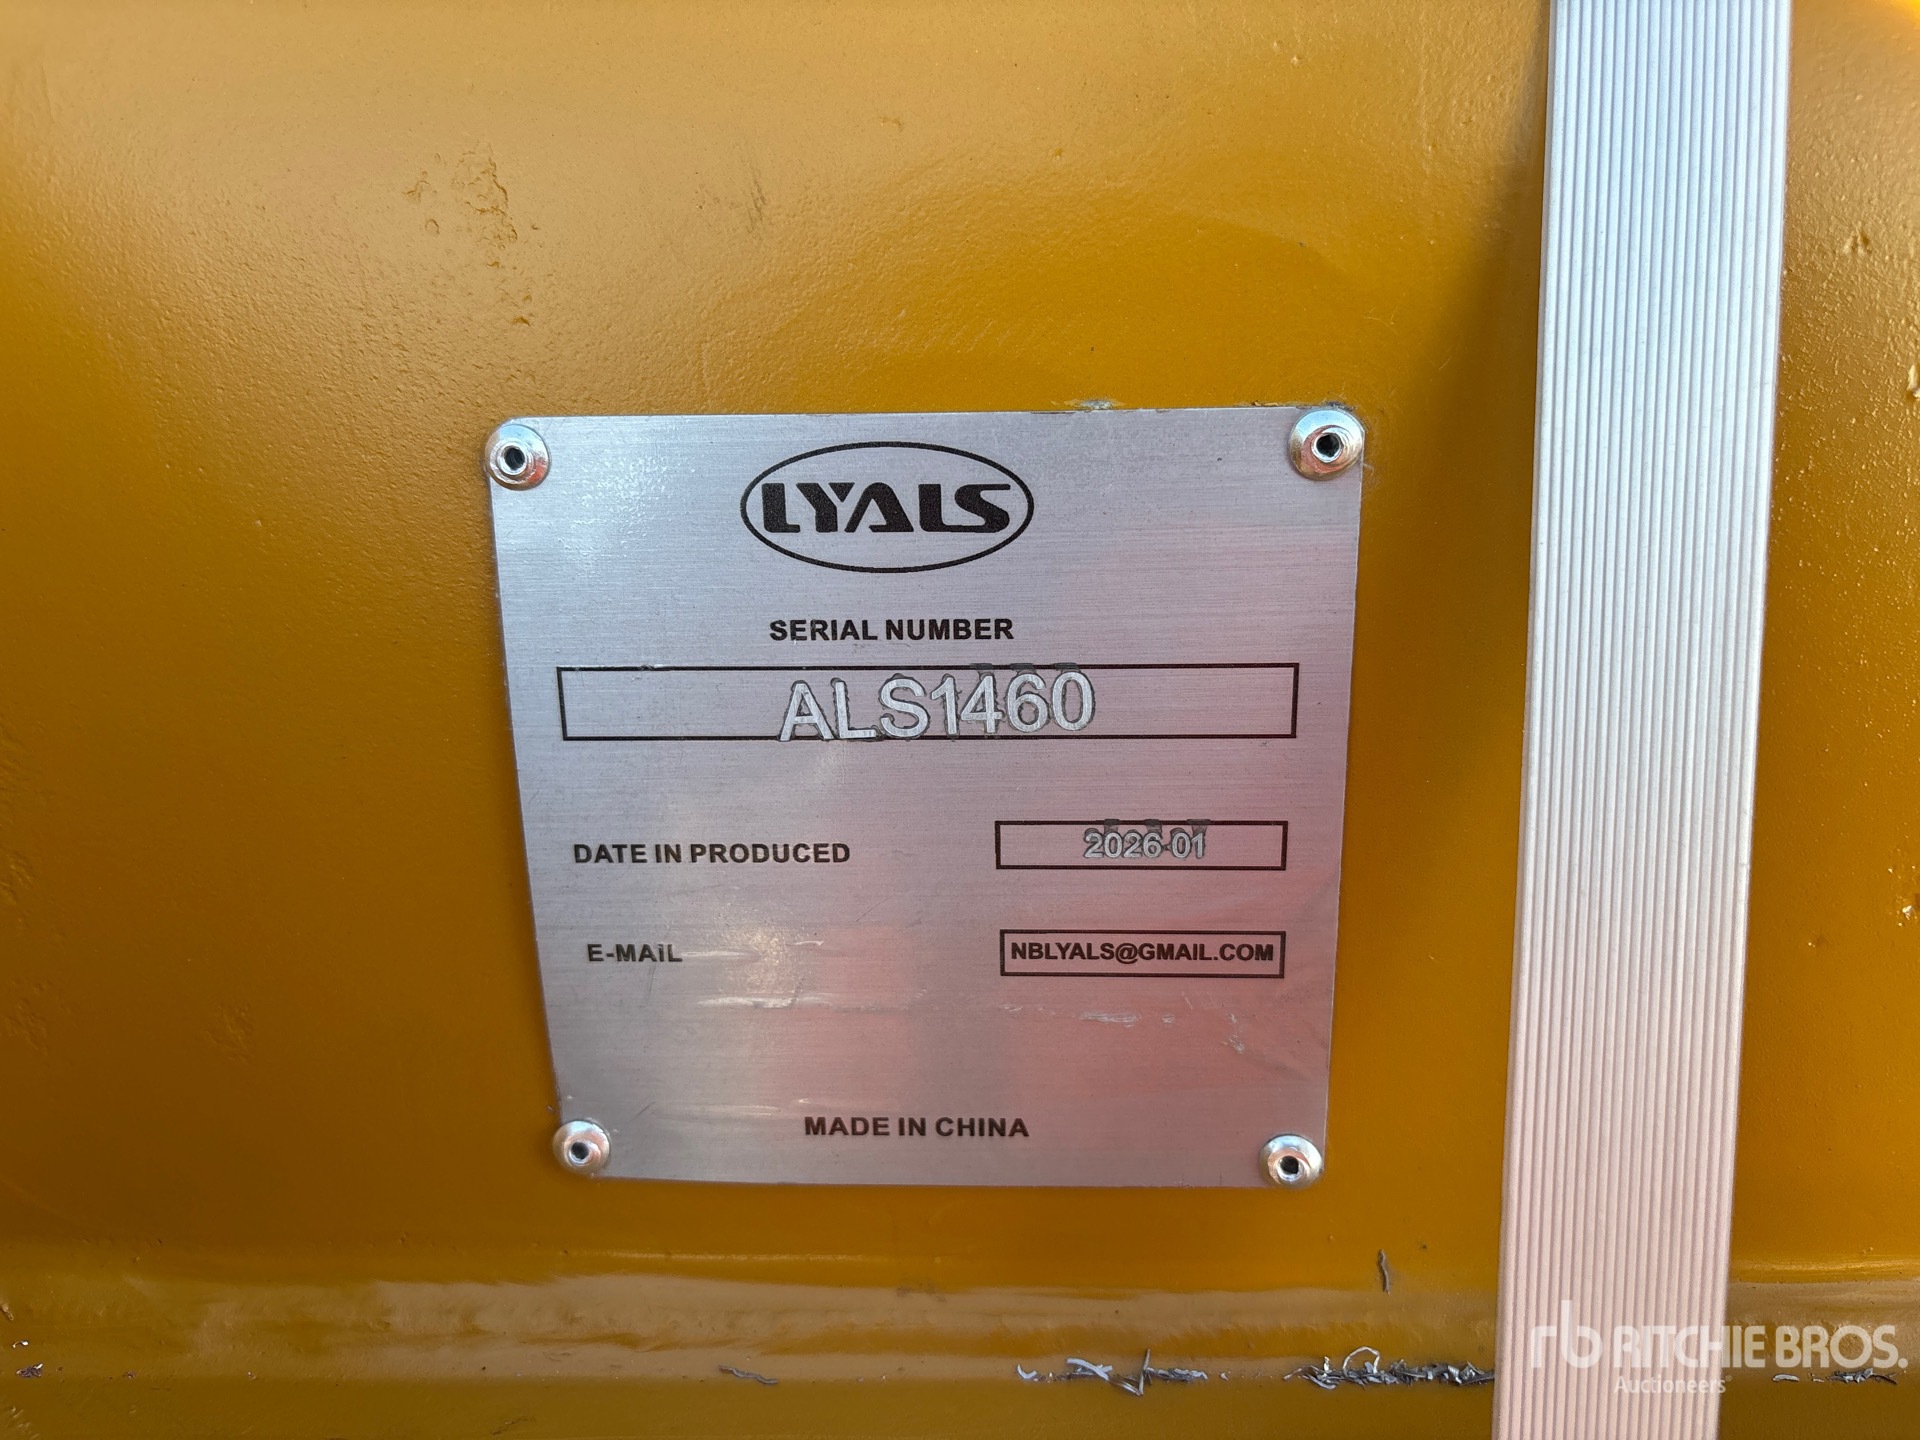 LYALS
SERIAL NUMBER
ALS1460
DATE IN PRODUCED 2026-01
E-MAIL NBLYALS@GMAIL.COM
MADE IN CHINA
rb RITCHIE BROS.
Auctioneers